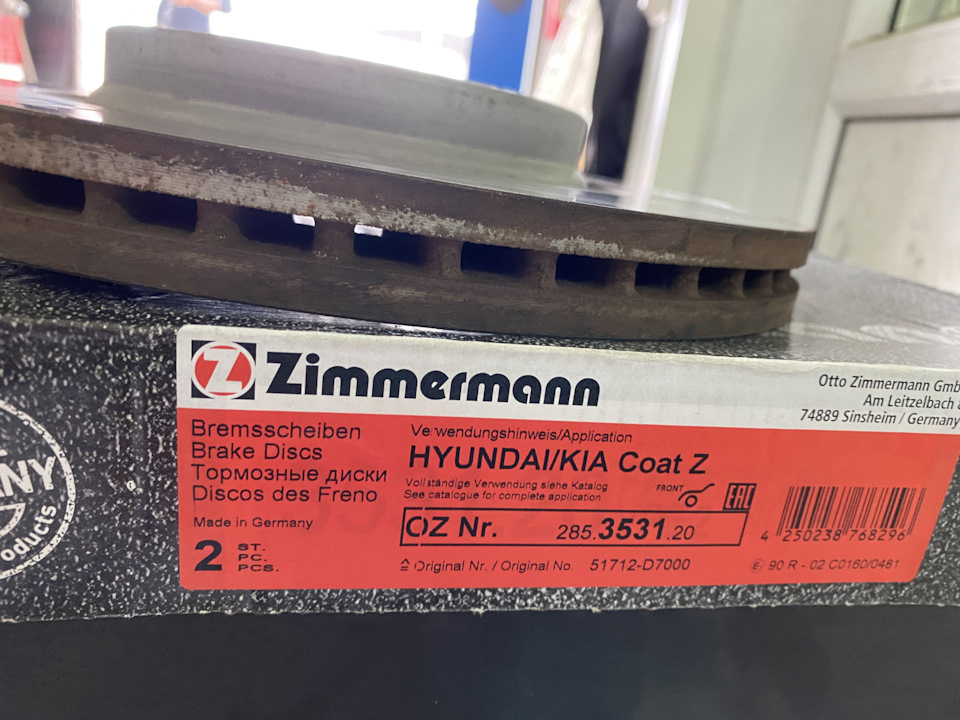 Z Zimmermann
Otto Zimmermann Gmb
Am Leitzelbach
74889 Sinsheim / Germany
Bremsscheiben
Brake Discs
Тормозные диски
Discos des Freno
Made in Germany
2 ST.
PC.
PCS.
Verwendungshinweis/Application
HYUNDAI/KIA Coat Z
Vollständige Verwendung siehe Katalog
See catalogue for complete application
FRONT
EAC
OZ Nr. 285.3531.20
≙ Original Nr. / Original No. 51712-D7000
4 250238 768296
E 90 R - 02 C0160/0481
ANY
oducts